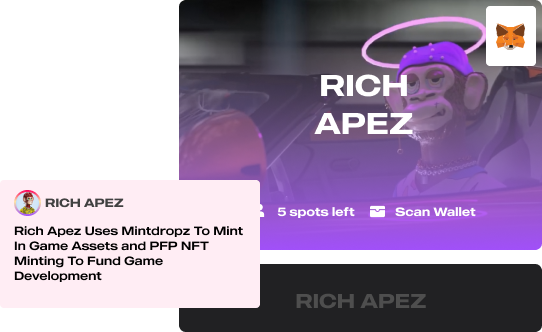 RICH
APEZ
5 spots left
Scan Wallet
RICH APEZ
Rich Apez Uses Mintdropz To Mint
In Game Assets and PFP NFT
Minting To Fund Game
Development
RICH APEZ